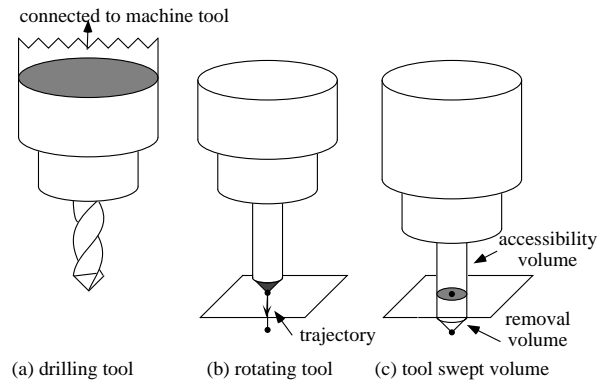 connected to machine tool
accessibility
volume
removal
volume
trajectory
(a) drilling tool
(b) rotating tool
(c) tool swept volume